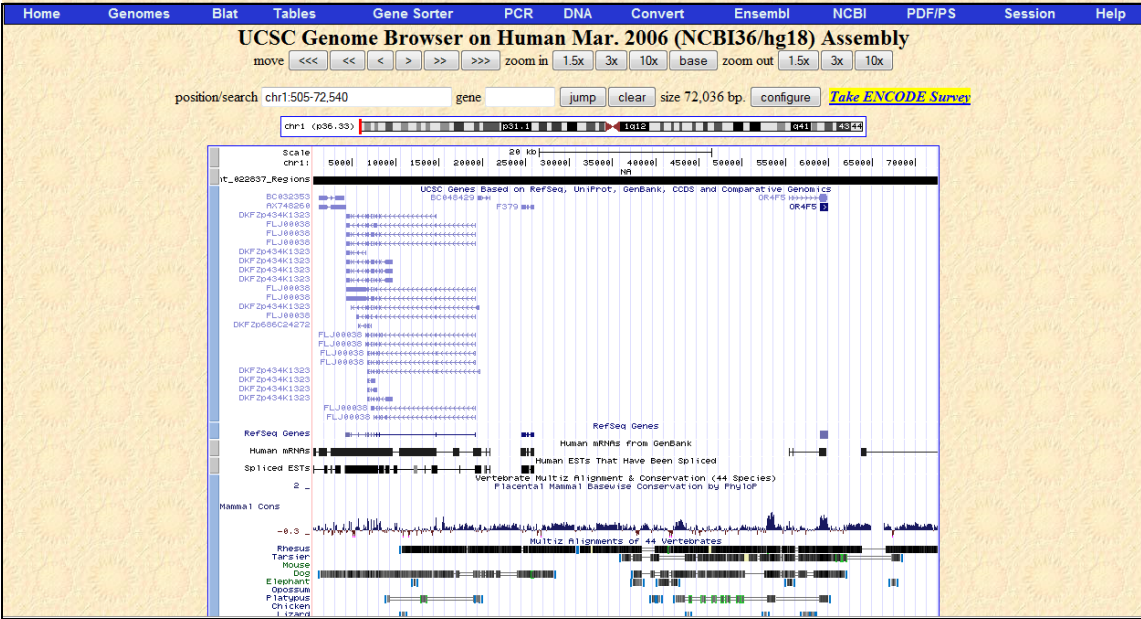 Home Genomes Blat Tables Gene Sorter PCR DNA Convert Ensembl NCBI PDF/PS Session Help
UCSC Genome Browser on Human Mar. 2006 (NCBI36/hg18) Assembly
move <<< << < > >> >>> zoom in 1.5x 3x 10x base zoom out 1.5x 3x 10x
position/search chr1:505-72,540 gene jump clear size 72,036 bp. configure Take ENCODE Survey
chr1 (p36.33) p31.1 1q12 q41 43 44
Scale 20 kb
chr1: 5000 10000 15000 20000 25000 30000 35000 40000 45000 50000 55000 60000 65000 70000
NA
nt_022837_Regions
UCSC Genes Based on RefSeq, UniProt, GenBank, CCDS and Comparative Genomics
BC032353 BC048429 OR4F5
AX748260 F379 OR4F5
DKFZp434K1323
FLJ00038
FLJ00038
FLJ00038
DKFZp434K1323
DKFZp434K1323
DKFZp434K1323
DKFZp434K1323
FLJ00038
FLJ00038
DKFZp434K1323
FLJ00038
DKFZp686C24272
FLJ00038
FLJ00038
FLJ00038
FLJ00038
DKFZp434K1323
DKFZp434K1323
DKFZp434K1323
DKFZp434K1323
FLJ00038
FLJ00038
RefSeq Genes
RefSeq Genes
Human mRNAs from GenBank
Human mRNAs
Human ESTs That Have Been Spliced
Spliced ESTs
Vertebrate Multiz Alignment & Conservation (44 Species)
Placental Mammal Basewise Conservation by PhyloP
2 _
Mammal Cons
-0.3 _
Multiz Alignments of 44 Vertebrates
Rhesus
Tarsier
Mouse
Dog
Elephant
Opossum
Platypus
Chicken
Lizard